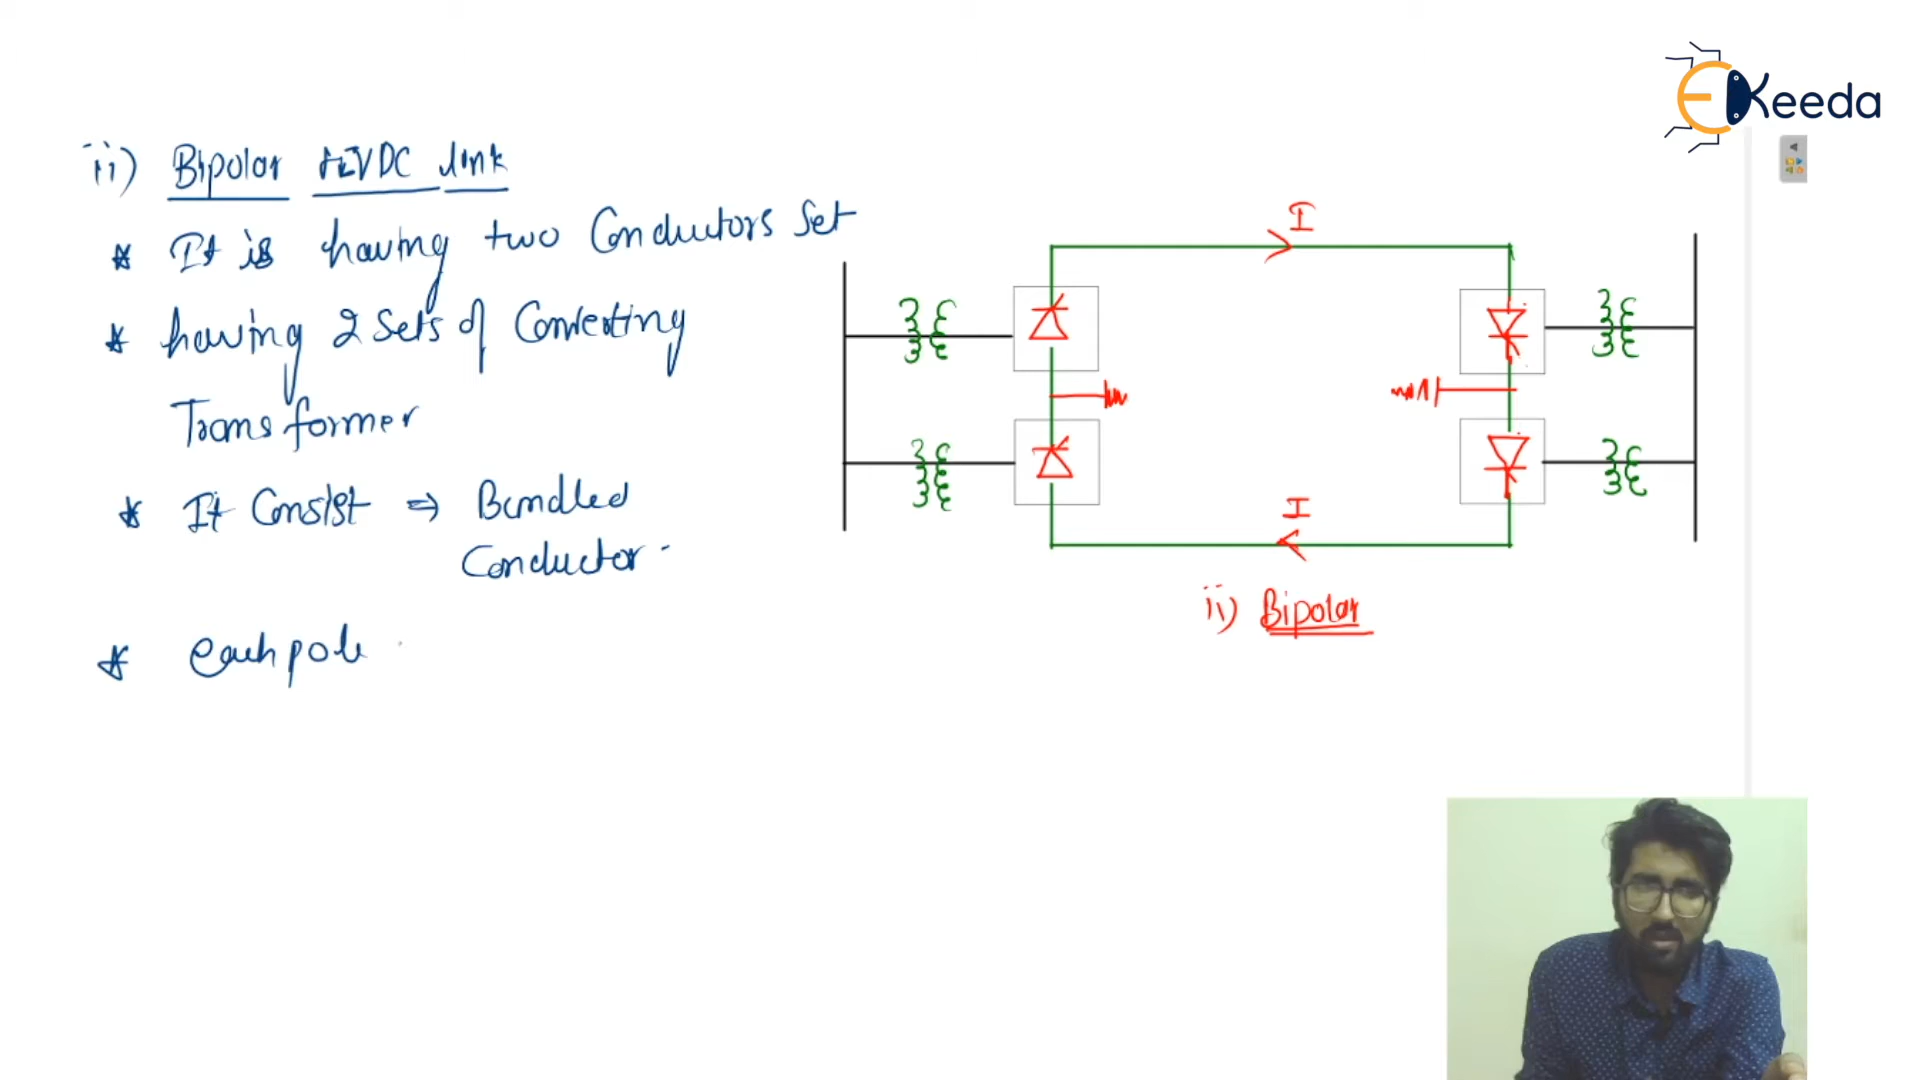 ii) Bipolar HVDC link
* It is having two Conductors Set
* having 2 sets of Converting
Transformer
* It Consist ⇒ Bundled
Conductor
* each pole
I
I
ii) Bipolar
EKeeda